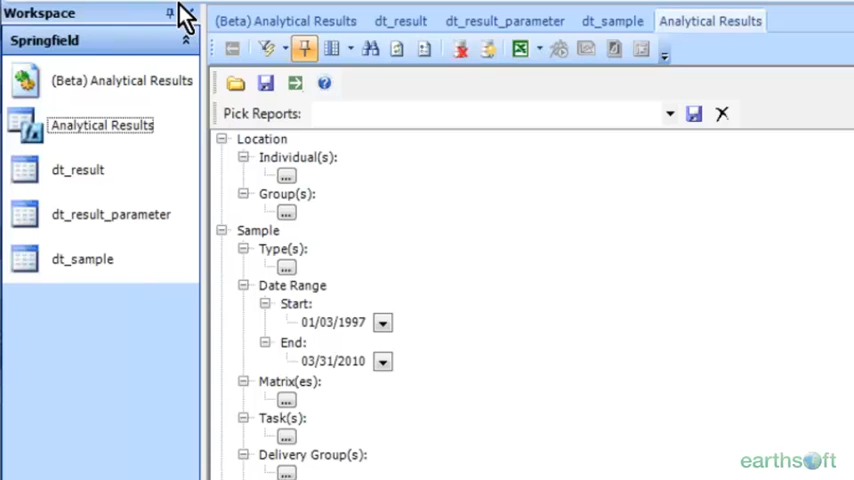 Workspace
Springfield
(Beta) Analytical Results
Analytical Results
dt_result
dt_result_parameter
dt_sample
(Beta) Analytical Results dt_result dt_result_parameter dt_sample Analytical Results
Pick Reports:
Location
Individual(s):
...
Group(s):
...
Sample
Type(s):
...
Date Range
Start:
01/03/1997
End:
03/31/2010
Matrix(es):
...
Task(s):
...
Delivery Group(s):
...
earthsoft